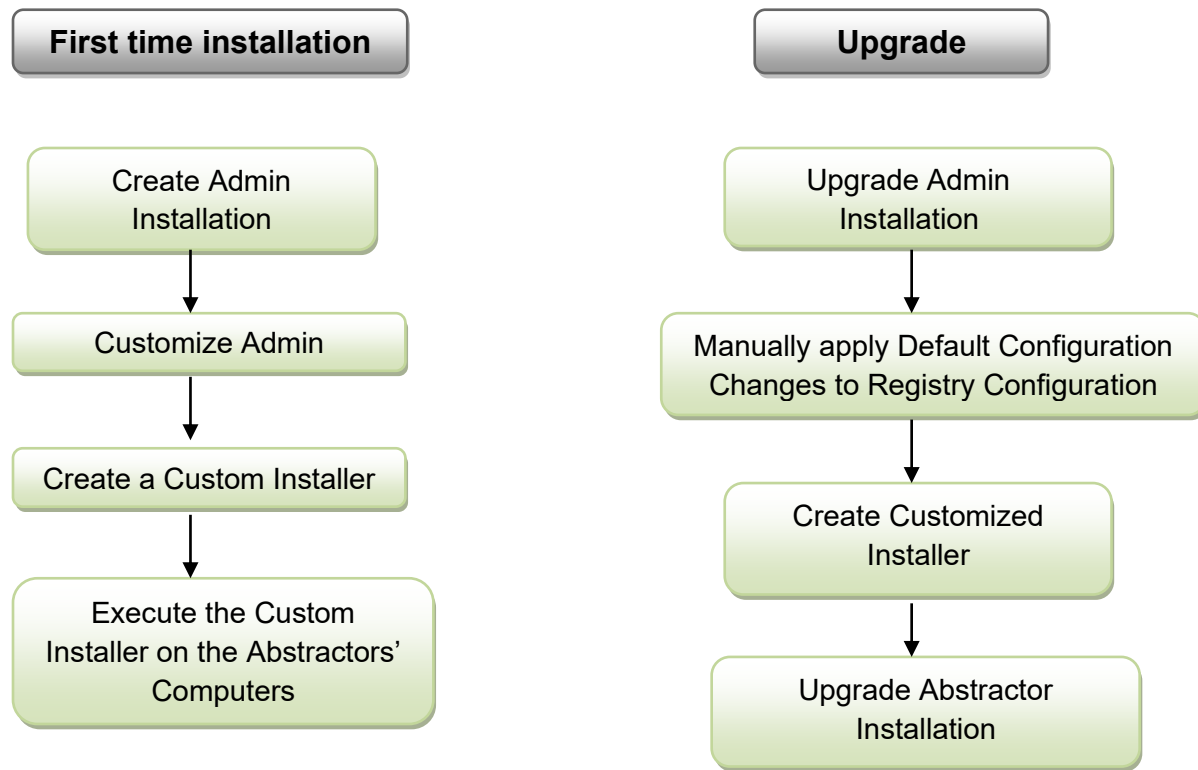 First time installation
Create Admin
Installation
Customize Admin
Create a Custom Installer
Execute the Custom
Installer on the Abstractors’
Computers
Upgrade
Upgrade Admin
Installation
Manually apply Default Configuration
Changes to Registry Configuration
Create Customized
Installer
Upgrade Abstractor
Installation